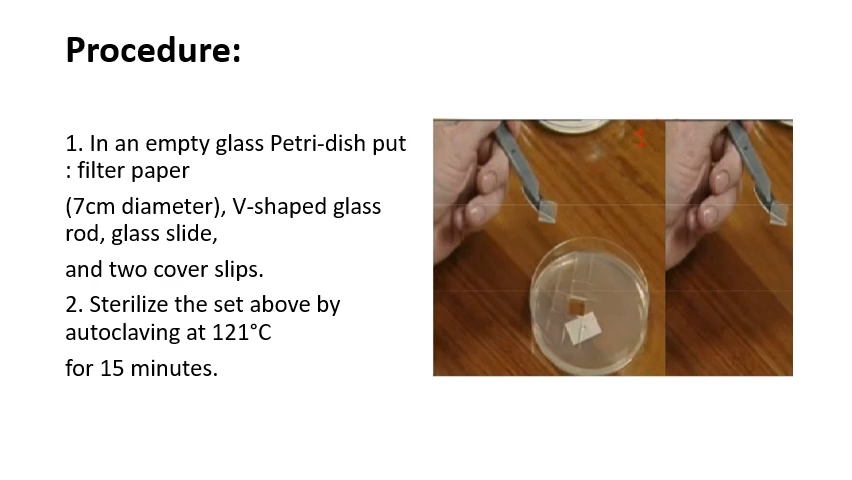 Procedure:
1. In an empty glass Petri-dish put
: filter paper
(7cm diameter), V-shaped glass
rod, glass slide,
and two cover slips.
2. Sterilize the set above by
autoclaving at 121°C
for 15 minutes.
1